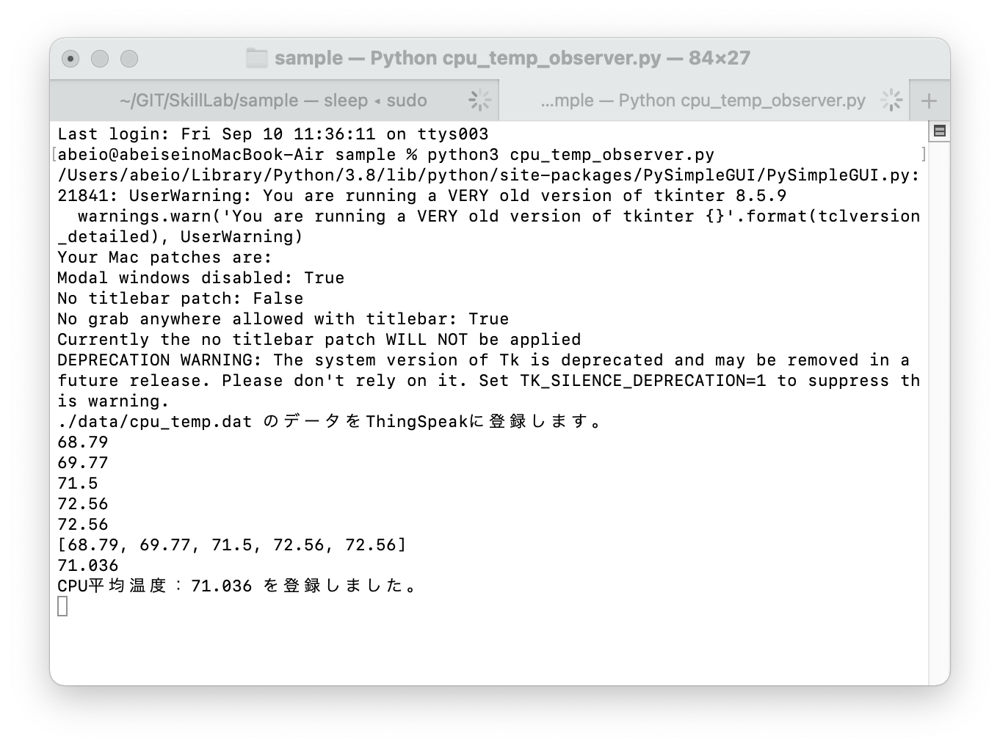 sample — Python cpu_temp_observer.py — 84×27
~/GIT/SkillLab/sample — sleep ◂ sudo
...mple — Python cpu_temp_observer.py
Last login: Fri Sep 10 11:36:11 on ttys003
[abeio@abeiseinoMacBook-Air sample % python3 cpu_temp_observer.py ]
/Users/abeio/Library/Python/3.8/lib/python/site-packages/PySimpleGUI/PySimpleGUI.py:
21841: UserWarning: You are running a VERY old version of tkinter 8.5.9
  warnings.warn('You are running a VERY old version of tkinter {}'.format(tclversion
_detailed), UserWarning)
Your Mac patches are:
Modal windows disabled: True
No titlebar patch: False
No grab anywhere allowed with titlebar: True
Currently the no titlebar patch WILL NOT be applied
DEPRECATION WARNING: The system version of Tk is deprecated and may be removed in a
future release. Please don't rely on it. Set TK_SILENCE_DEPRECATION=1 to suppress th
is warning.
./data/cpu_temp.dat のデータをThingSpeakに登録します。
68.79
69.77
71.5
72.56
72.56
[68.79, 69.77, 71.5, 72.56, 72.56]
71.036
CPU平均温度：71.036 を登録しました。